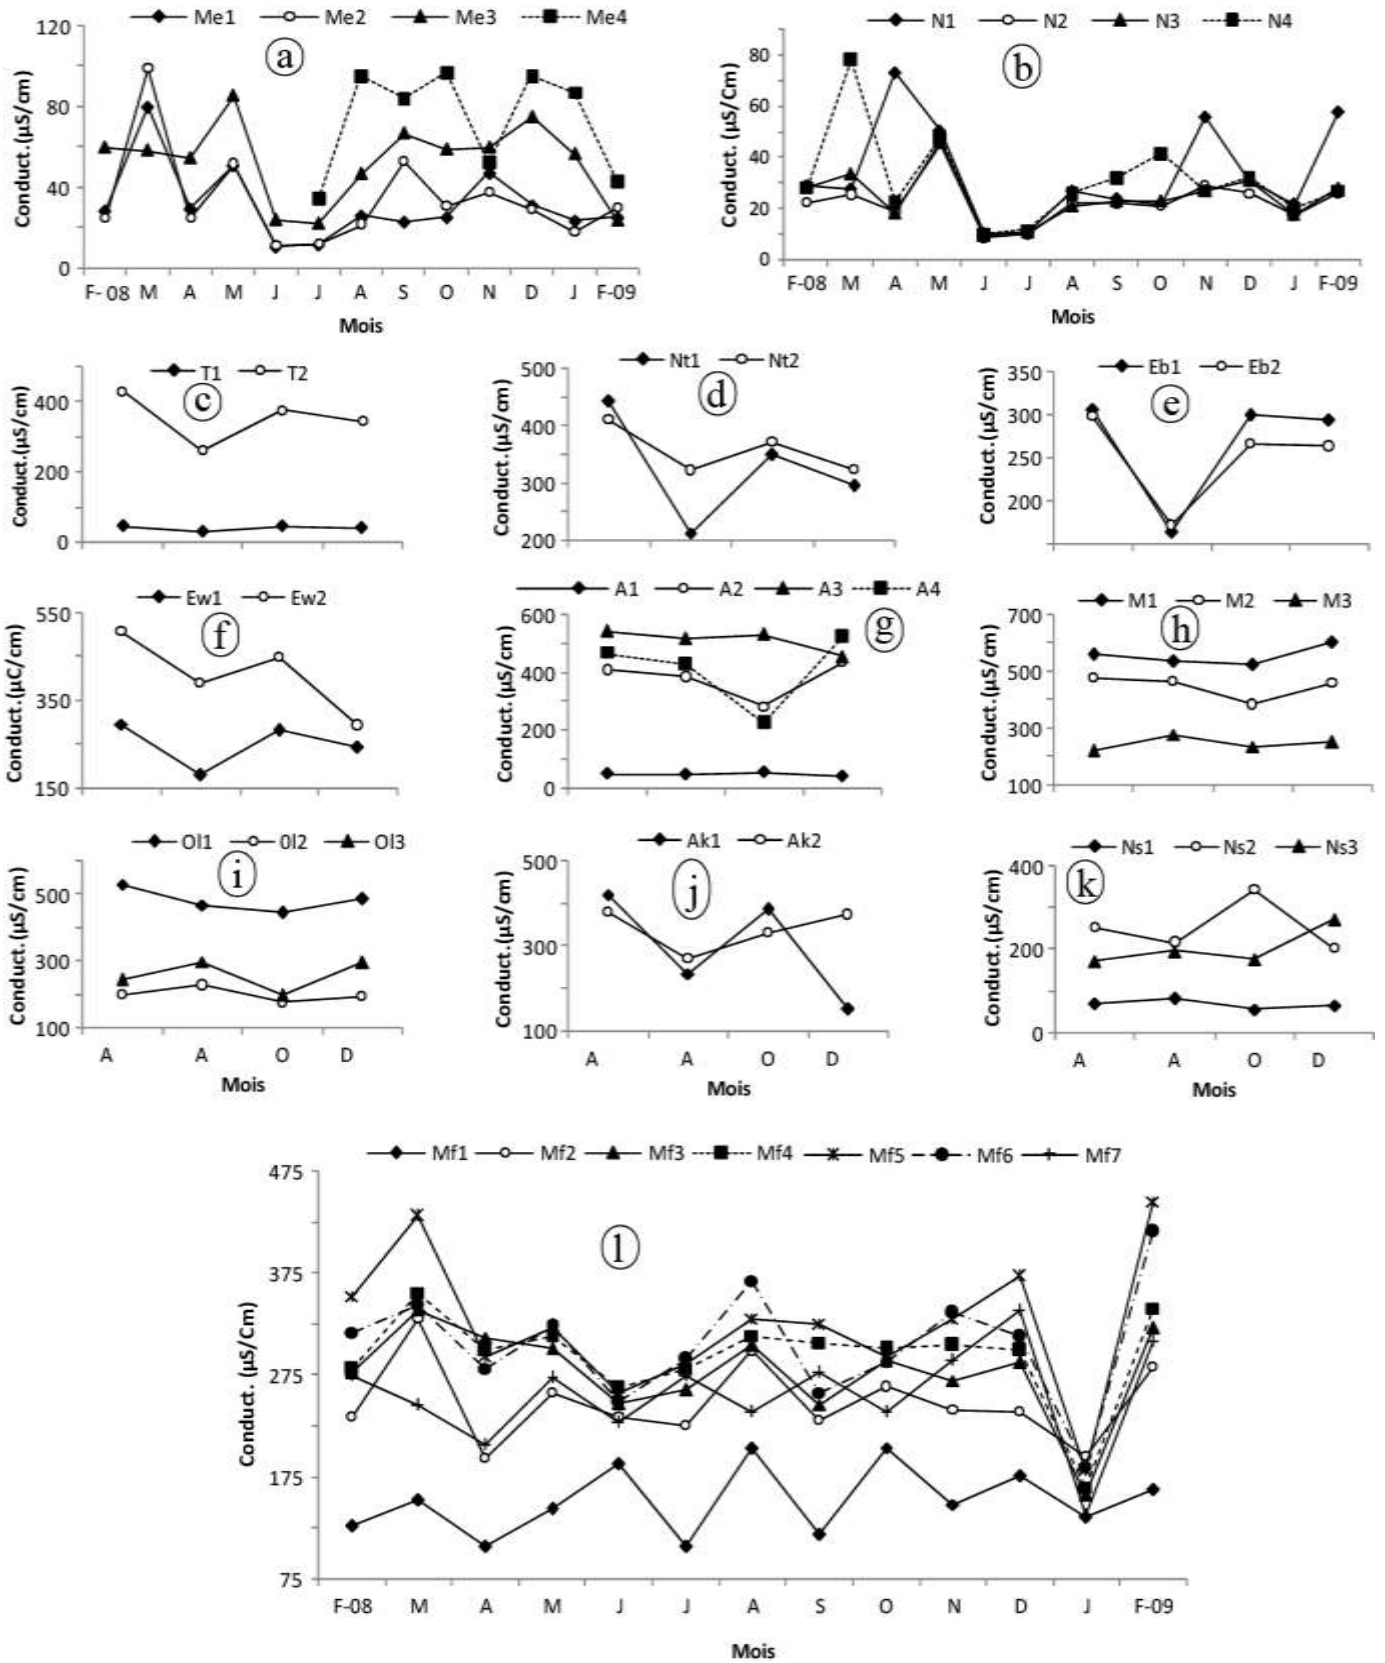 Me1 Me2 Me3 Me4
120
80
40
0
Conduct.(µS/cm)
a
F- 08 M A M J J A S O N D J F-09
Mois
N1 N2 N3 N4
80
60
40
20
0
Conduct. (µS/Cm)
b
F-08 M A M J J A S O N D J F-09
Mois
T1 T2
400
200
0
Conduct.(µS/cm)
c
Nt1 Nt2
500
400
300
200
Conduct.(µS/cm)
d
Eb1 Eb2
350
300
250
200
Conduct.(µS/cm)
e
Ew1 Ew2
550
350
150
Conduct.(µC/cm)
f
A1 A2 A3 A4
600
400
200
0
Conduct.(µS/cm)
g
M1 M2 M3
700
500
300
100
Conduct.(µS/cm)
h
Ol1 0l2 Ol3
500
300
100
Conduct.(µS/cm)
i
A A O D
Mois
Ak1 Ak2
500
300
100
Conduct.(µS/cm)
j
A A O D
Mois
Ns1 Ns2 Ns3
400
200
0
Conduct.(µS/cm)
k
A A O D
Mois
Mf1 Mf2 Mf3 Mf4 Mf5 Mf6 Mf7
475
375
275
175
75
Conduct. (µS/Cm)
l
F-08 M A M J J A S O N D J F-09
Mois